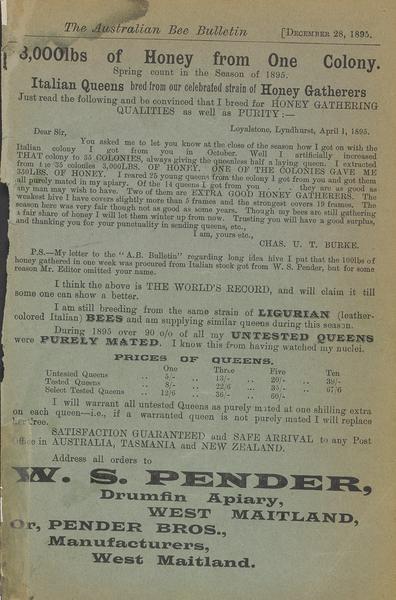 The Australian Bee Bulletin [DECEMBER 28, 1895.
3,000lbs of Honey from One Colony.
Spring count in the Season of 1895.
Italian Queens bred from our celebrated strain of Honey Gatherers
Just read the following and be convinced that I breed for HONEY GATHERING
QUALITIES as well as PURITY:—
Loyalstone, Lyndhurst, April 1, 1895.
Dear Sir,
You asked me to let you know at the close of the season how I got on with the
Italian colony I got from you in October. Well I artificially increased
THAT colony to 35 COLONIES, always giving the queenless half a laying queen. I extracted
from the 35 colonies 3,000LBS. OF HONEY. ONE OF THE COLONIES GAVE ME
350LBS. OF HONEY. I reared 25 young queens from the colony I got from you and got them
all purely mated in my apiary. Of the 14 queens I got from you they are as good as
any man may wish to have. Two of them are EXTRA GOOD HONEY GATHERERS. The
weakest hive I have covers slightly more than 5 frames and the strongest covers 19 frames. The
season here was very fair though not as good as some years. Though my bees are still gathering
a fair share of honey I will let them winter up from now. Trusting you will have a good surplus,
and thanking you for your punctuality in sending queens, etc.,
I am, yours etc.,
CHAS. U. T. BURKE.
P.S.—My letter to the "A.B. Bulletin" regarding long idea hive I put that the 100lbs of
honey gathered in one week was procured from Italian stock got from W. S. Pender, but for some
reason Mr. Editor omitted your name.
I think the above is THE WORLD'S RECORD, and will claim it till
some one can show a better.
I am still breeding from the same strain of LIGURIAN (leather-
colored Italian) BEES and am supplying similar queens during this season.
During 1895 over 90 o/o of all my UNTESTED QUEENS
were PURELY MATED. I know this from having watched my nuclei.
PRICES OF QUEENS.
One Three Five Ten
Untested Queens .. 5/- .. 13/- .. 20/- .. 39/-
Tested Queens .. 8/- .. 22/6 .. 35/- .. 67/6
Select Tested Queens .. 12/6 .. 36/- .. 60/-
I will warrant all untested Queens as purely mated at one shilling extra
on each queen—i.e., if a warranted queen is not purely mated I will replace
her free.
SATISFACTION GUARANTEED and SAFE ARRIVAL to any Post
Office in AUSTRALIA, TASMANIA and NEW ZEALAND.
Address all orders to
W. S. PENDER,
Drumfin Apiary,
WEST MAITLAND,
Or, PENDER BROS.,
Manufacturers,
West Maitland.